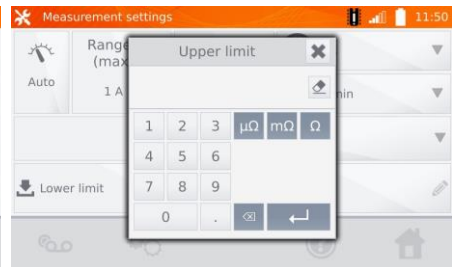 Measurement settings 11:50
Range
(max
Auto
1 A
Upper limit
min
1 2 3 μΩ mΩ Ω
4 5 6
7 8 9
0 .
Lower limit